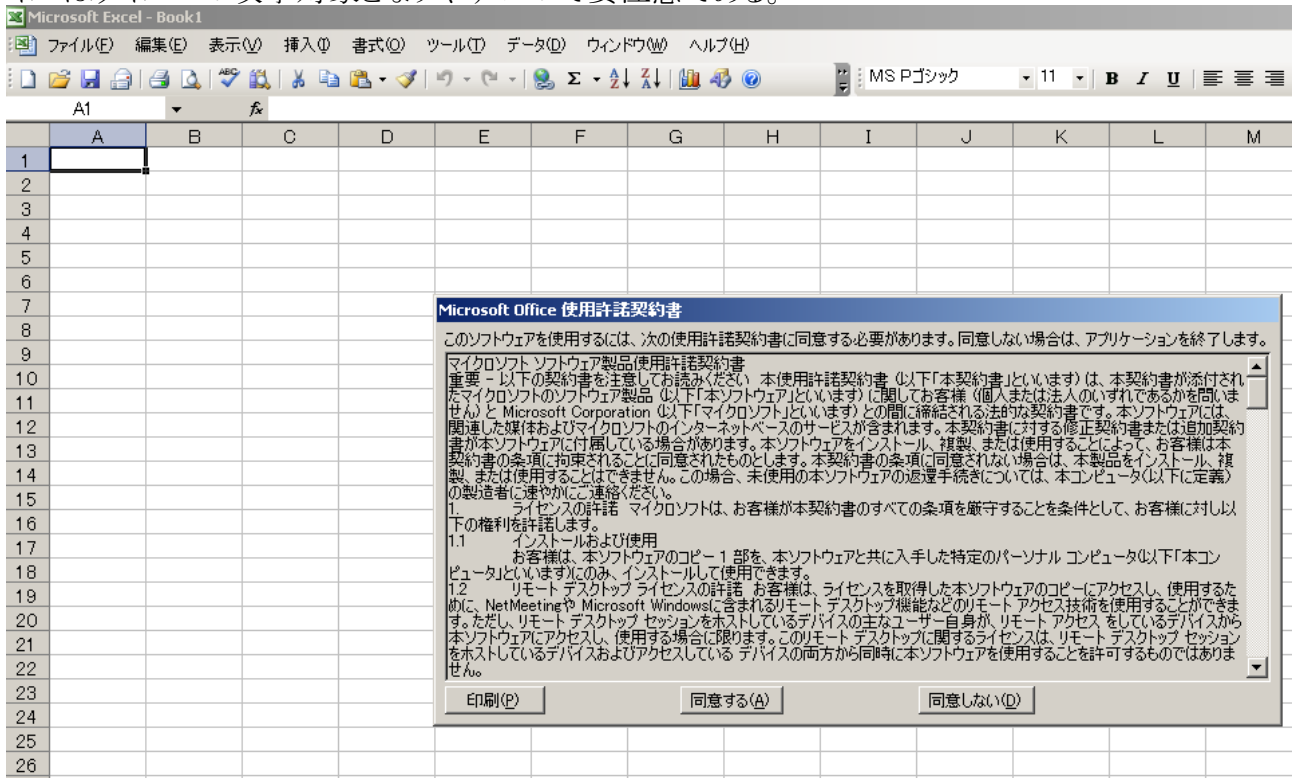 Microsoft Excel - Book1
ファイル(F) 編集(E) 表示(V) 挿入(I) 書式(O) ツール(T) データ(D) ウィンドウ(W) ヘルプ(H)
MS Pゴシック 11 B I U
A1 fx
A B C D E F G H I J K L M
1
2
3
4
5
6
7
8
9
10
11
12
13
14
15
16
17
18
19
20
21
22
23
24
25
26
Microsoft Office 使用許諾契約書
このソフトウェアを使用するには、次の使用許諾契約書に同意する必要があります。同意しない場合は、アプリケーションを終了します。
マイクロソフト ソフトウェア製品使用許諾契約書
重要 - 以下の契約書を注意してお読みください 本使用許諾契約書 (以下「本契約書」といいます) は、本契約書が添付され
たマイクロソフトのソフトウェア製品 (以下「本ソフトウェア」といいます) に関してお客様 (個人または法人のいずれであるかを問いま
せん) と Microsoft Corporation (以下「マイクロソフト」といいます) との間に締結される法的な契約書です。本ソフトウェアには、
関連した媒体およびマイクロソフトのインターネットベースのサービスが含まれます。本契約書に対する修正契約書または追加契約
書が本ソフトウェアに付属している場合があります。本ソフトウェアをインストール、複製、または使用することによって、お客様は本
契約書の条項に拘束されることに同意されたものとします。本契約書の条項に同意されない場合は、本製品をインストール、複
製、または使用することはできません。この場合、未使用の本ソフトウェアの返還手続きについては、本コンピュータ(以下に定義)
の製造者に速やかにご連絡ください。
1. ライセンスの許諾 マイクロソフトは、お客様が本契約書のすべての条項を厳守することを条件として、お客様に対し以
下の権利を許諾します。
1.1 インストールおよび使用
お客様は、本ソフトウェアのコピー 1 部を、本ソフトウェアと共に入手した特定のパーソナル コンピュータ(以下「本コン
ピュータ」といいます)にのみ、インストールして使用できます。
1.2 リモート デスクトップ ライセンスの許諾 お客様は、ライセンスを取得した本ソフトウェアのコピーにアクセスし、使用するた
めに、NetMeetingや Microsoft Windowsに含まれるリモート デスクトップ機能などのリモート アクセス技術を使用することができま
す。ただし、リモート デスクトップ セッションをホストしているデバイスの主なユーザー自身が、リモート アクセス をしているデバイスから
本ソフトウェアにアクセスし、使用する場合に限ります。このリモート デスクトップに関するライセンスは、リモート デスクトップ セッション
をホストしているデバイスおよびアクセスしている デバイスの両方から同時に本ソフトウェアを使用することを許可するものではありま
せん。
印刷(P) 同意する(A) 同意しない(D)